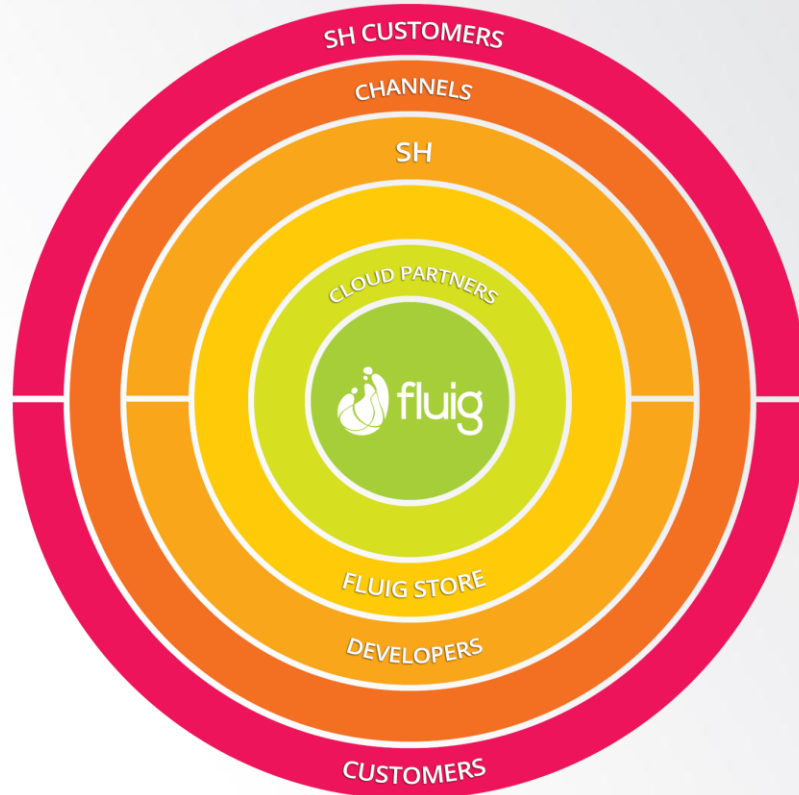 SH CUSTOMERS
CHANNELS
SH
CLOUD PARTNERS
fluig
FLUIG STORE
DEVELOPERS
CUSTOMERS